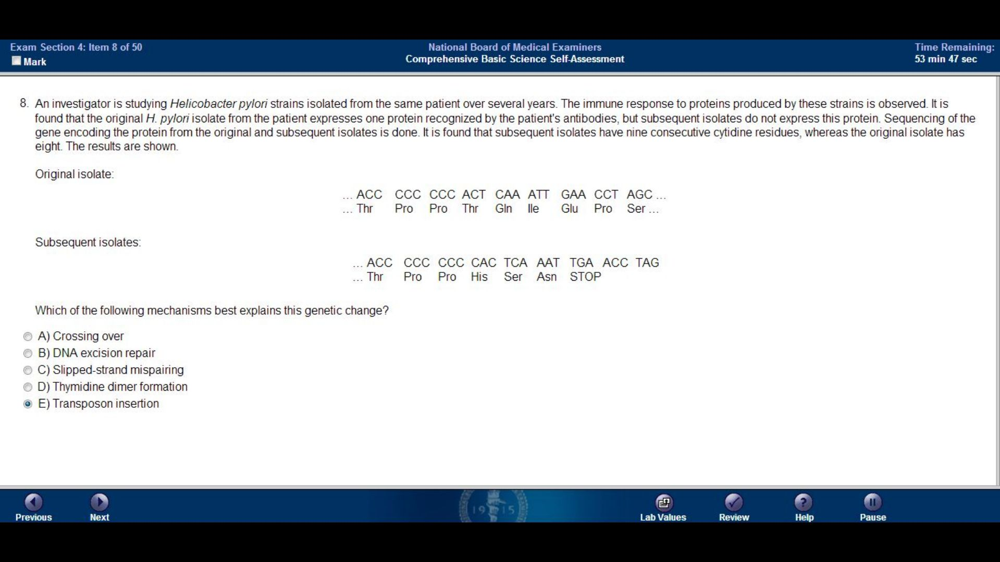 Exam Section 4: Item 8 of 50
Mark
National Board of Medical Examiners
Comprehensive Basic Science Self-Assessment
Time Remaining:
53 min 47 sec
8. An investigator is studying Helicobacter pylori strains isolated from the same patient over several years. The immune response to proteins produced by these strains is observed. It is
found that the original H. pylori isolate from the patient expresses one protein recognized by the patient's antibodies, but subsequent isolates do not express this protein. Sequencing of the
gene encoding the protein from the original and subsequent isolates is done. It is found that subsequent isolates have nine consecutive cytidine residues, whereas the original isolate has
eight. The results are shown.
Original isolate:
... ACC CCC CCC ACT CAA ATT GAA CCT AGC ...
... Thr Pro Pro Thr Gln Ile Glu Pro Ser ...
Subsequent isolates:
... ACC CCC CCC CAC TCA AAT TGA ACC TAG
... Thr Pro Pro His Ser Asn STOP
Which of the following mechanisms best explains this genetic change?
A) Crossing over
B) DNA excision repair
C) Slipped-strand mispairing
D) Thymidine dimer formation
E) Transposon insertion
1915
Previous
Next
Lab Values
Review
Help
Pause